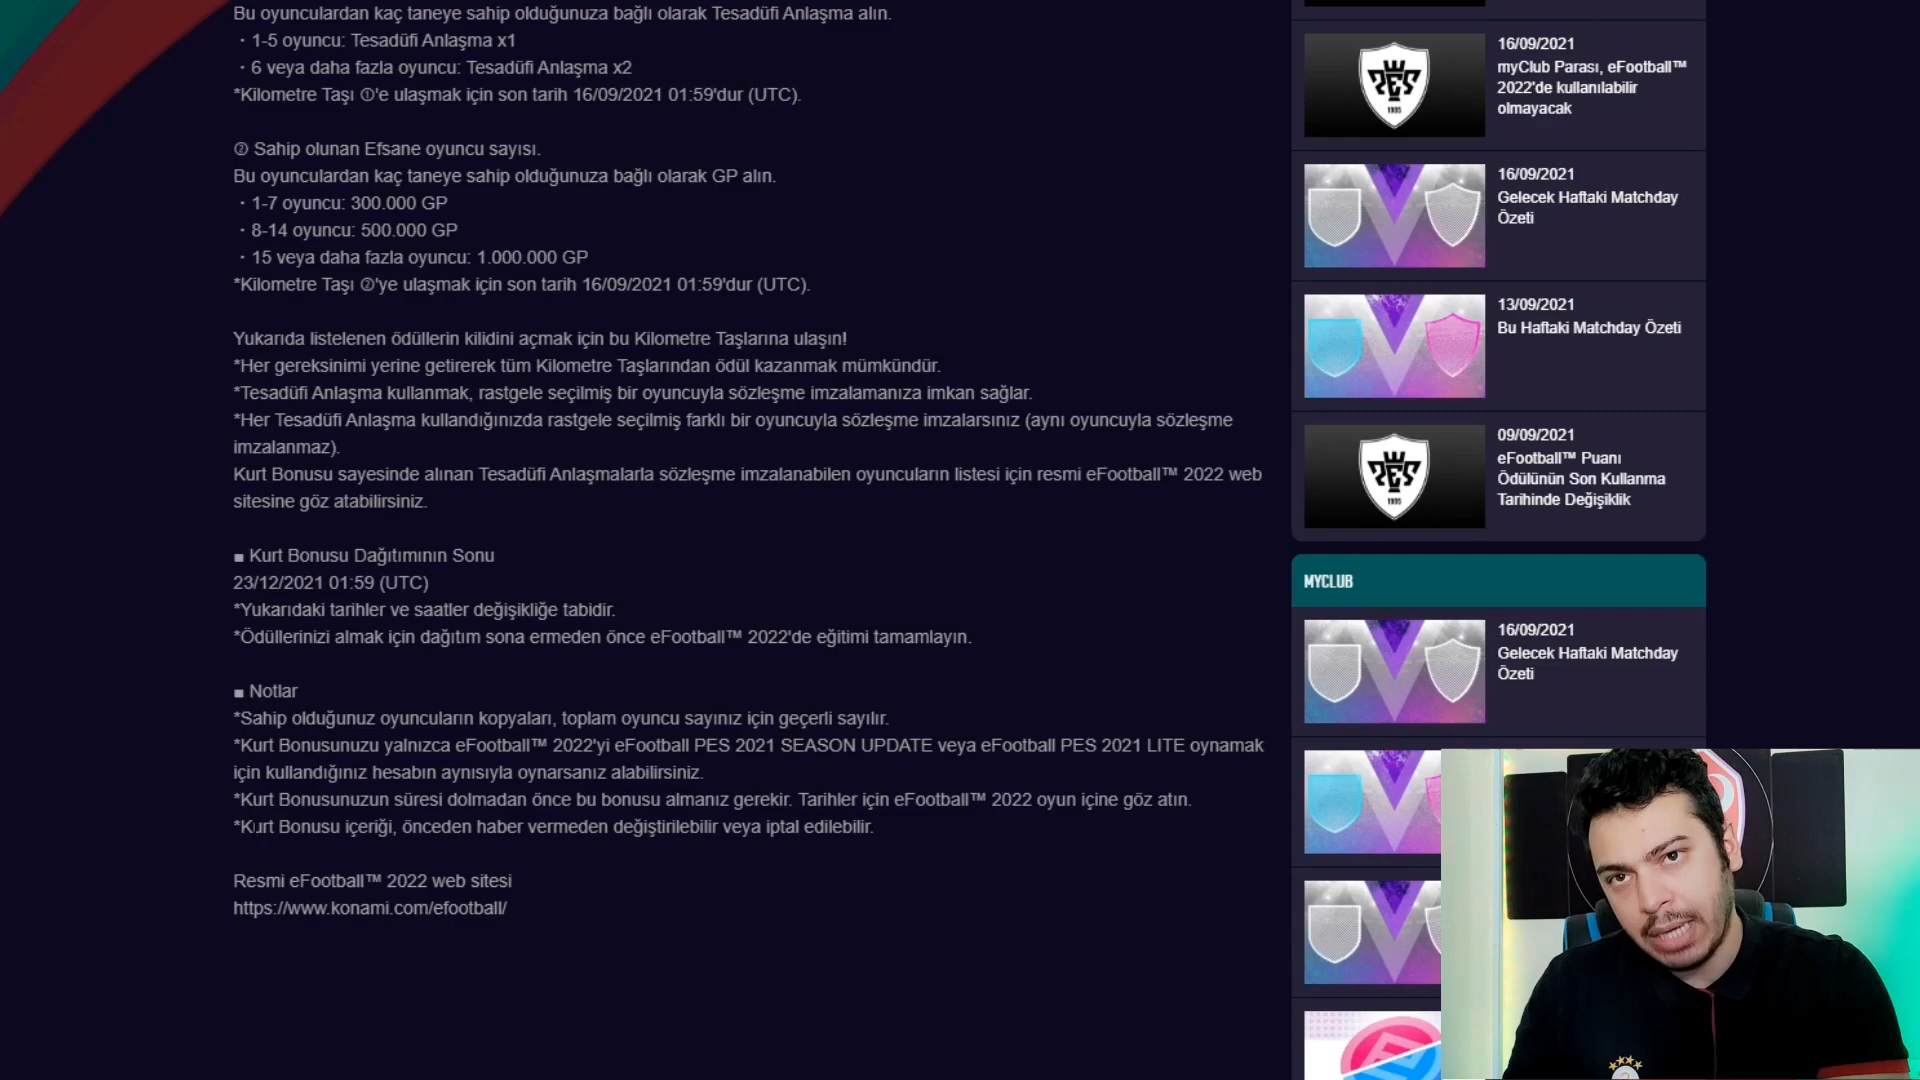 Bu oyunculardan kaç taneye sahip olduğunuza bağlı olarak Tesadüfi Anlaşma alın.
・1-5 oyuncu: Tesadüfi Anlaşma x1
・6 veya daha fazla oyuncu: Tesadüfi Anlaşma x2
*Kilometre Taşı ①'e ulaşmak için son tarih 16/09/2021 01:59'dur (UTC).
② Sahip olunan Efsane oyuncu sayısı.
Bu oyunculardan kaç taneye sahip olduğunuza bağlı olarak GP alın.
・1-7 oyuncu: 300.000 GP
・8-14 oyuncu: 500.000 GP
・15 veya daha fazla oyuncu: 1.000.000 GP
*Kilometre Taşı ②'ye ulaşmak için son tarih 16/09/2021 01:59'dur (UTC).
Yukarıda listelenen ödüllerin kilidini açmak için bu Kilometre Taşlarına ulaşın!
*Her gereksinimi yerine getirerek tüm Kilometre Taşlarından ödül kazanmak mümkündür.
*Tesadüfi Anlaşma kullanmak, rastgele seçilmiş bir oyuncuyla sözleşme imzalamanıza imkan sağlar.
*Her Tesadüfi Anlaşma kullandığınızda rastgele seçilmiş farklı bir oyuncuyla sözleşme imzalarsınız (aynı oyuncuyla sözleşme
imzalanmaz).
Kurt Bonusu sayesinde alınan Tesadüfi Anlaşmalarla sözleşme imzalanabilen oyuncuların listesi için resmi eFootball™ 2022 web
sitesine göz atabilirsiniz.
■ Kurt Bonusu Dağıtımının Sonu
23/12/2021 01:59 (UTC)
*Yukarıdaki tarihler ve saatler değişikliğe tabidir.
*Ödüllerinizi almak için dağıtım sona ermeden önce eFootball™ 2022'de eğitimi tamamlayın.
■ Notlar
*Sahip olduğunuz oyuncuların kopyaları, toplam oyuncu sayınız için geçerli sayılır.
*Kurt Bonusunuzu yalnızca eFootball™ 2022'yi eFootball PES 2021 SEASON UPDATE veya eFootball PES 2021 LITE oynamak
için kullandığınız hesabın aynısıyla oynarsanız alabilirsiniz.
*Kurt Bonusunuzun süresi dolmadan önce bu bonusu almanız gerekir. Tarihler için eFootball™ 2022 oyun içine göz atın.
*Kurt Bonusu içeriği, önceden haber vermeden değiştirilebilir veya iptal edilebilir.
Resmi eFootball™ 2022 web sitesi
https://www.konami.com/efootball/
16/09/2021
myClub Parası, eFootball™
2022'de kullanılabilir
olmayacak
PES
1995
16/09/2021
Gelecek Haftaki Matchday
Özeti
13/09/2021
Bu Haftaki Matchday Özeti
09/09/2021
eFootball™ Puanı
Ödülünün Son Kullanma
Tarihinde Değişiklik
PES
1995
MYCLUB
16/09/2021
Gelecek Haftaki Matchday
Özeti